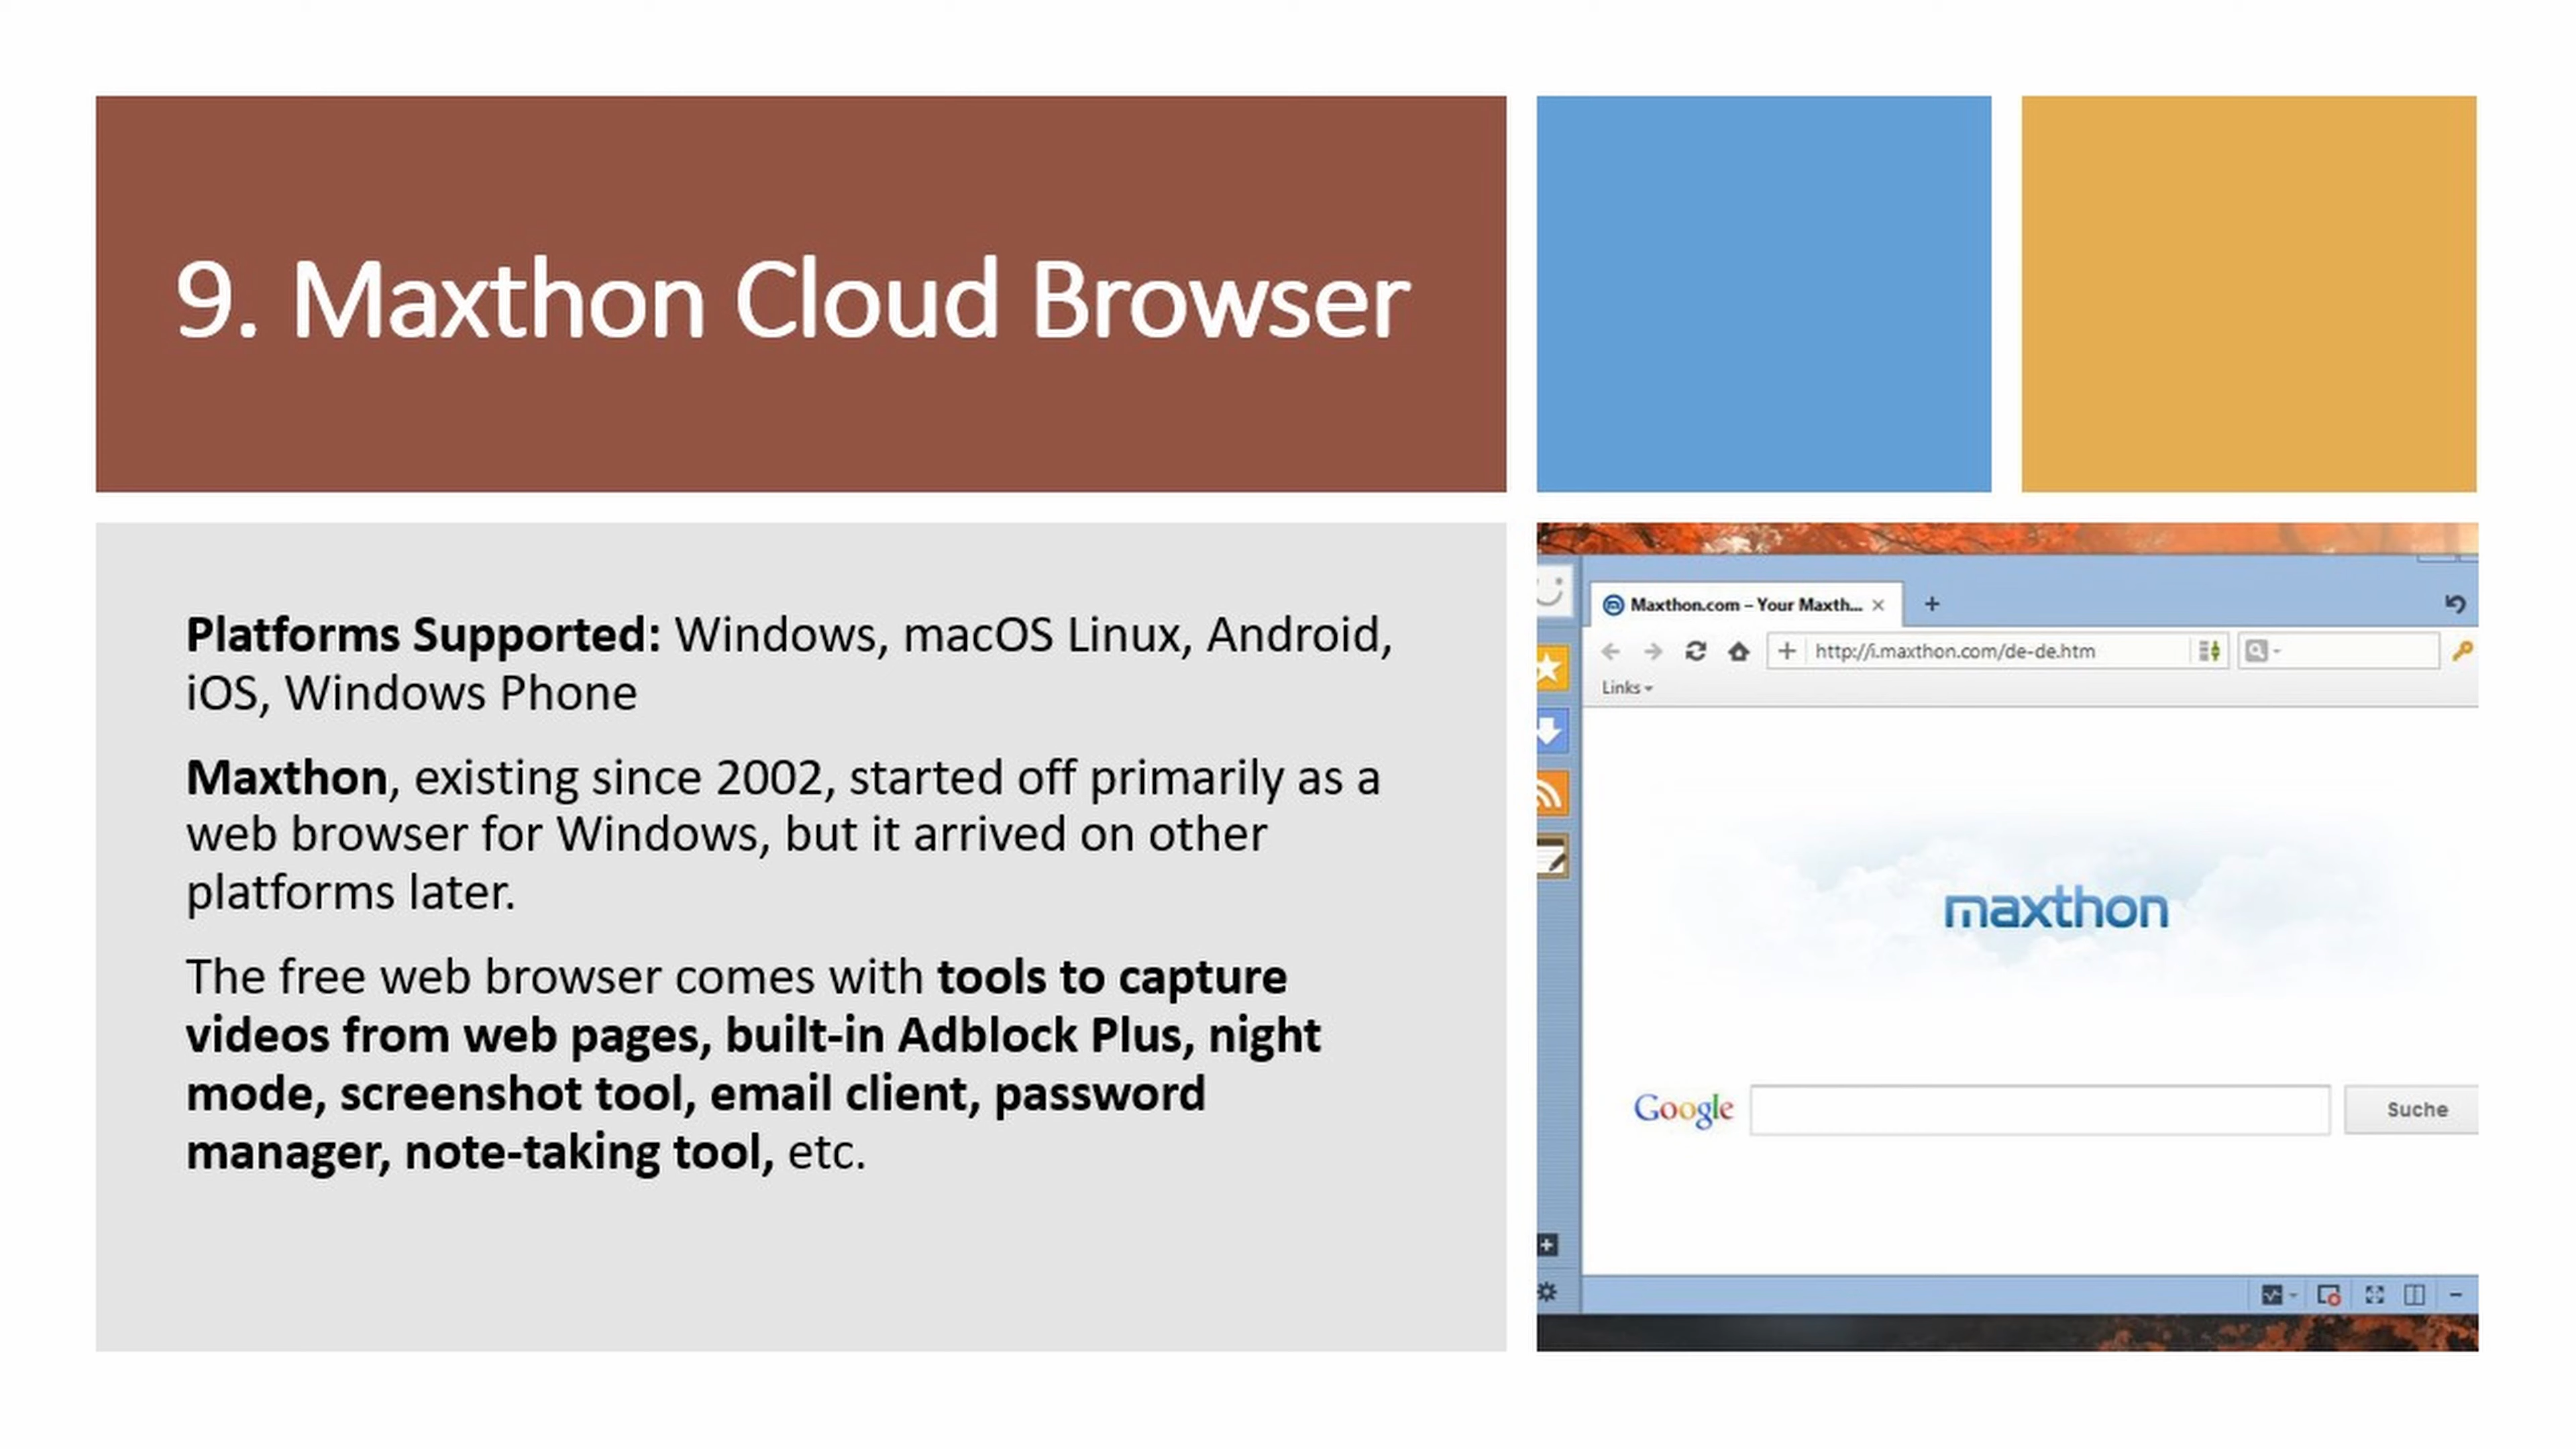 9. Maxthon Cloud Browser
Platforms Supported: Windows, macOS Linux, Android,
iOS, Windows Phone
Maxthon, existing since 2002, started off primarily as a
web browser for Windows, but it arrived on other
platforms later.
The free web browser comes with tools to capture
videos from web pages, built-in Adblock Plus, night
mode, screenshot tool, email client, password
manager, note-taking tool, etc.
Maxthon.com – Your Maxth...
http://i.maxthon.com/de-de.htm
Links
maxthon
Google
Suche